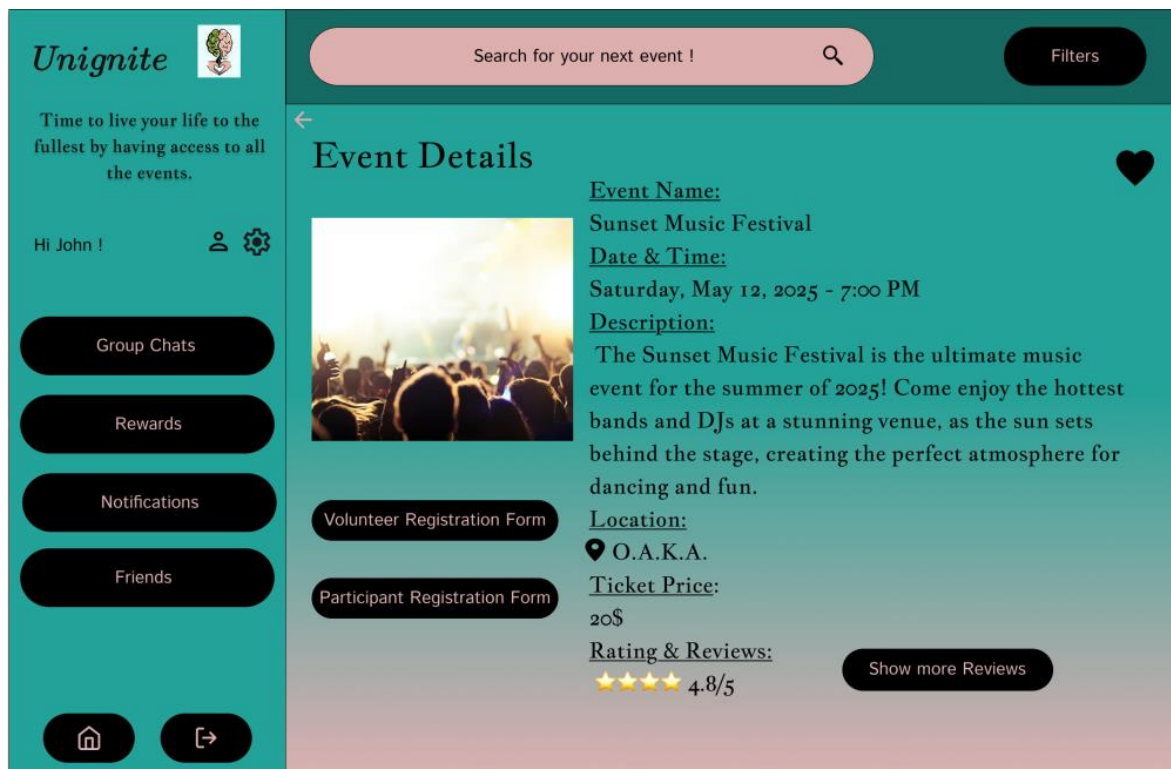 Unignite
Time to live your life to the
fullest by having access to all
the events.
Hi John !
Group Chats
Rewards
Notifications
Friends
Search for your next event !
Filters
Event Details
Event Name:
Sunset Music Festival
Date & Time:
Saturday, May 12, 2025 - 7:00 PM
Description:
The Sunset Music Festival is the ultimate music
event for the summer of 2025! Come enjoy the hottest
bands and DJs at a stunning venue, as the sun sets
behind the stage, creating the perfect atmosphere for
dancing and fun.
Location:
O.A.K.A.
Ticket Price:
20$
Rating & Reviews:
4.8/5
Show more Reviews
Volunteer Registration Form
Participant Registration Form